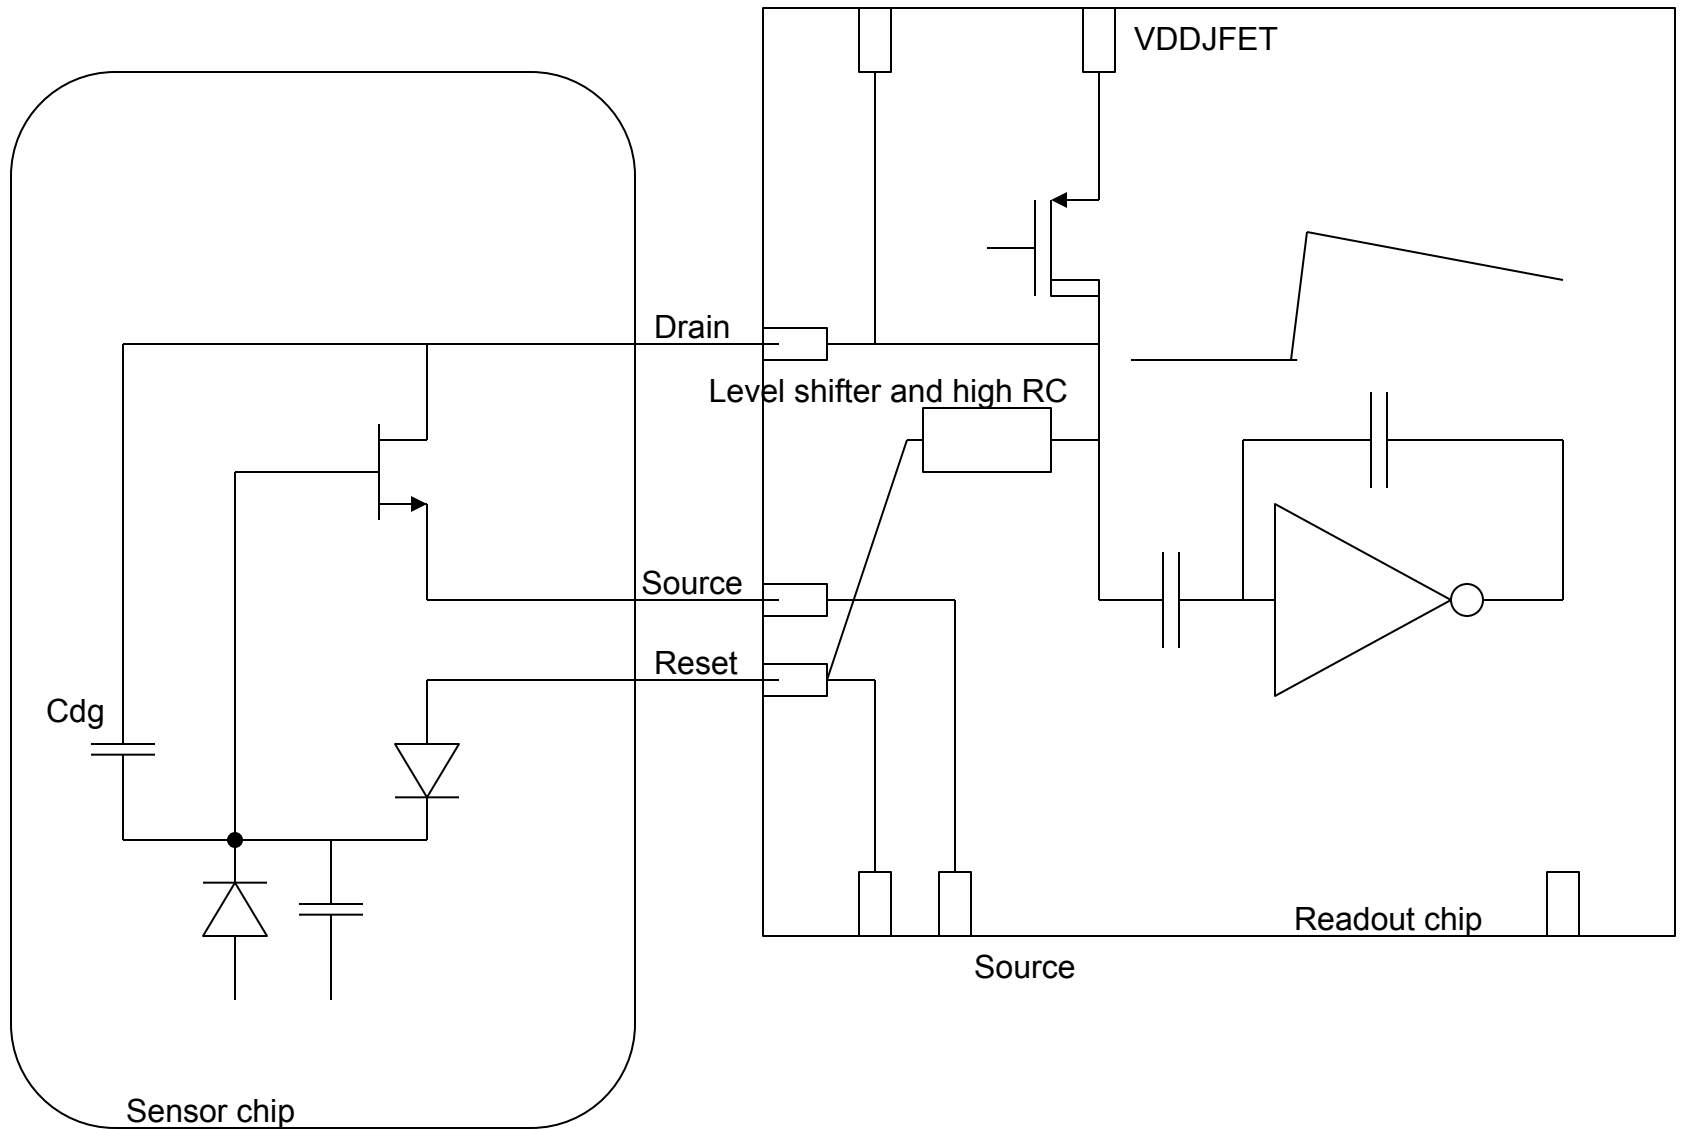 VDDJFET
Drain
Level shifter and high RC
Source
Reset
Cdg
Readout chip
Source
Sensor chip